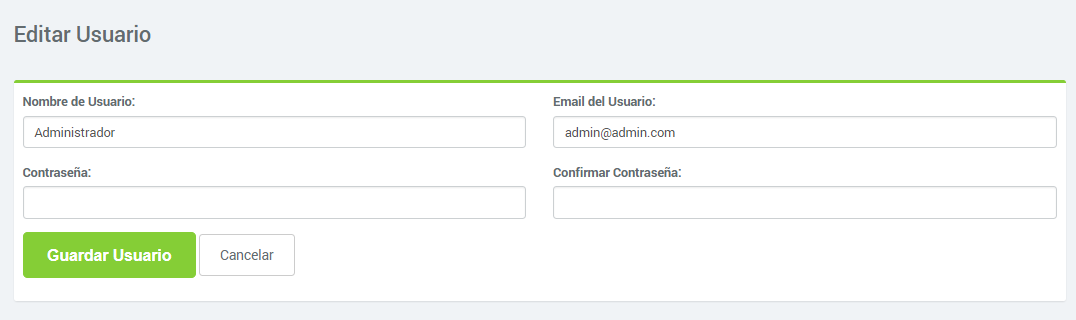 Editar Usuario
Nombre de Usuario: Email del Usuario:
Administrador admin@admin.com
Contraseña: Confirmar Contraseña:
Guardar Usuario Cancelar